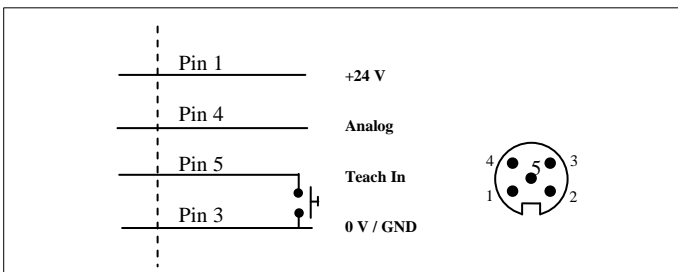 Pin 1
+24 V
Pin 4
Analog
Pin 5
Teach In
Pin 3
0 V / GND
4
5
3
1
2